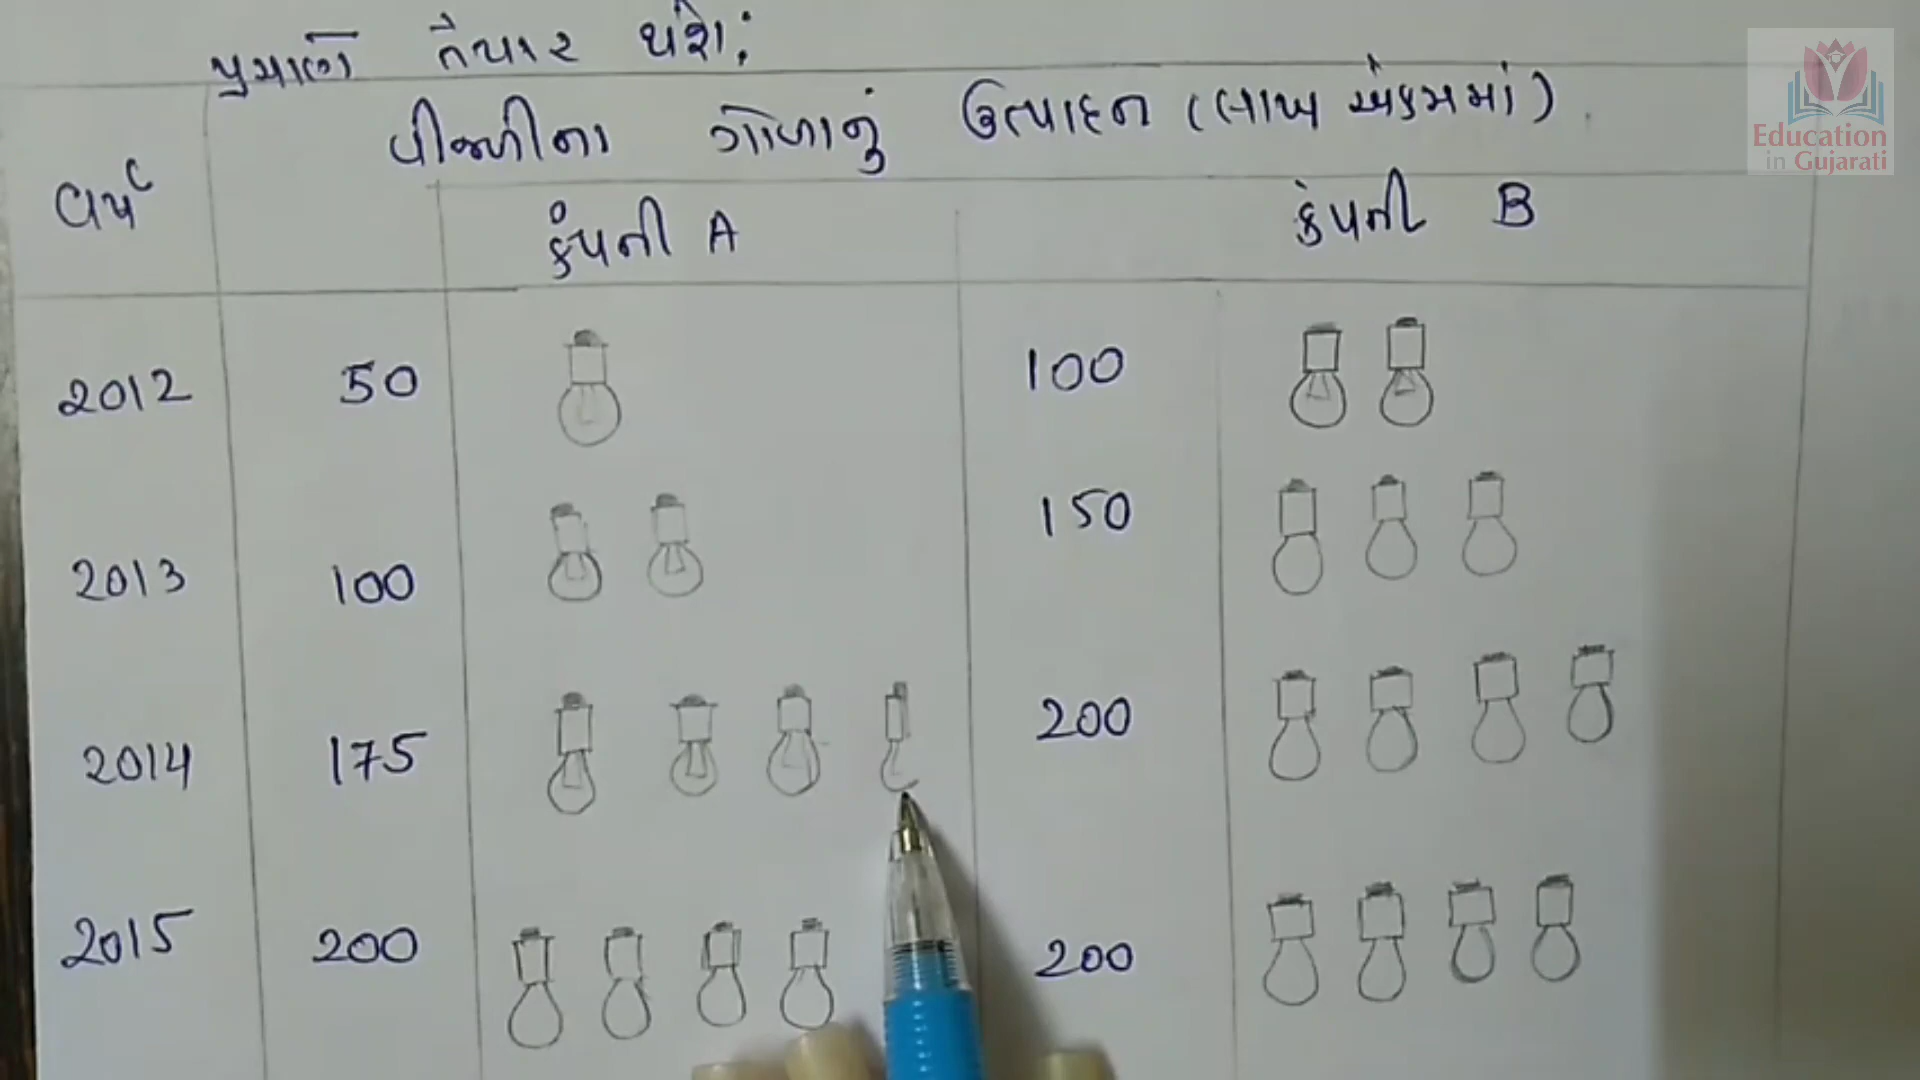 પ્રમાણે તૈયાર થશે:
વીજળીના ગોળાનું ઉત્પાદન (લાખ એકમમાં)
વર્ષ
કંપની A કંપની B
2012 50 100
2013 100 150
2014 175 200
2015 200 200
Education
in Gujarati